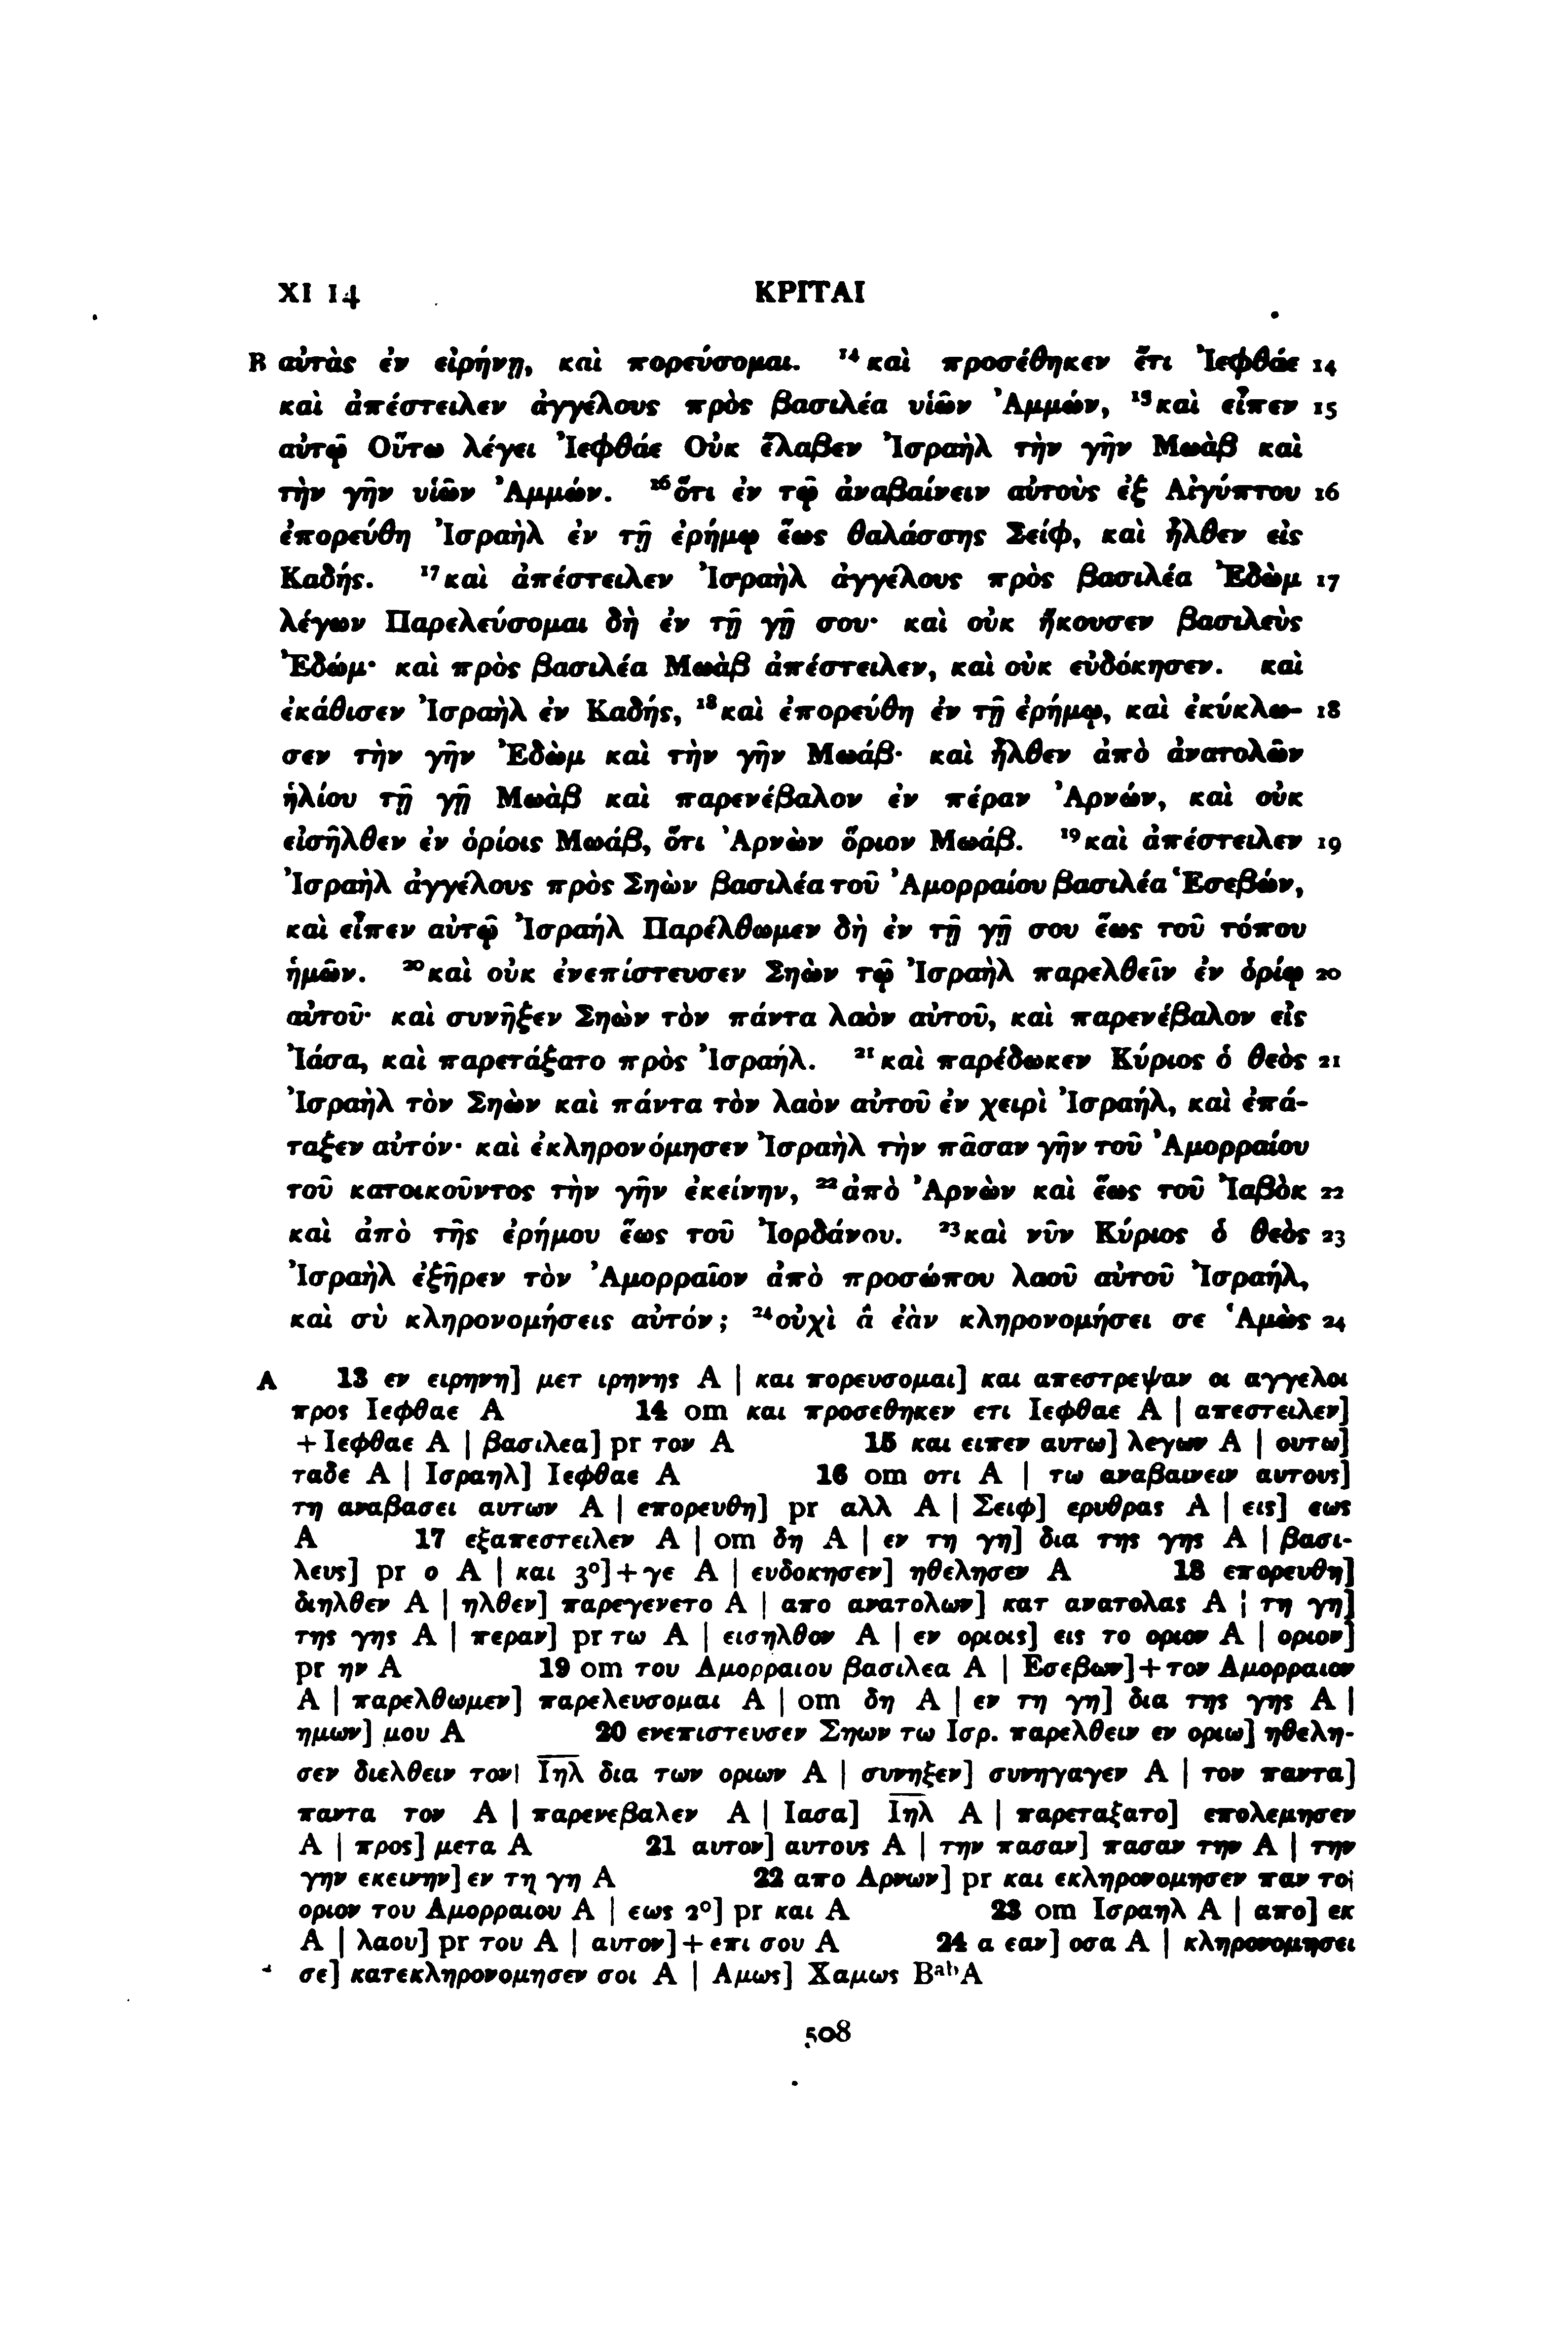 XI 14 ΚΡΙΤΑΙ
B αὐτὰς ἐν εἰρήνῃ, καὶ πορεύσομαι. ¹⁴καὶ προσέθηκεν ἔτι Ἰεφθάε 14
καὶ ἀπέστειλεν ἀγγέλους πρὸς βασιλέα υἱῶν Ἀμμών, ¹⁵καὶ εἶπεν 15
αὐτῷ Οὕτω λέγει Ἰεφθάε Οὐκ ἔλαβεν Ἰσραὴλ τὴν γῆν Μωὰβ καὶ
τὴν γῆν υἱῶν Ἀμμών. ¹⁶ὅτι ἐν τῷ ἀναβαίνειν αὐτοὺς ἐξ Αἰγύπτου 16
ἐπορεύθη Ἰσραὴλ ἐν τῇ ἐρήμῳ ἕως θαλάσσης Σείφ, καὶ ἦλθεν εἰς
Καδής. ¹⁷καὶ ἀπέστειλεν Ἰσραὴλ ἀγγέλους πρὸς βασιλέα Ἐδὼμ 17
λέγων Παρελεύσομαι δὴ ἐν τῇ γῇ σου· καὶ οὐκ ἤκουσεν βασιλεὺς
Ἐδώμ· καὶ πρὸς βασιλέα Μωὰβ ἀπέστειλεν, καὶ οὐκ εὐδόκησεν. καὶ
ἐκάθισεν Ἰσραὴλ ἐν Καδής, ¹⁸καὶ ἐπορεύθη ἐν τῇ ἐρήμῳ, καὶ ἐκύκλω- 18
σεν τὴν γῆν Ἐδὼμ καὶ τὴν γῆν Μωάβ· καὶ ἦλθεν ἀπὸ ἀνατολῶν
ἡλίου τῇ γῇ Μωὰβ καὶ παρενέβαλον ἐν πέραν Ἀρνών, καὶ οὐκ
εἰσῆλθεν ἐν ὁρίοις Μωάβ, ὅτι Ἀρνὼν ὅριον Μωάβ. ¹⁹καὶ ἀπέστειλεν 19
Ἰσραὴλ ἀγγέλους πρὸς Σηὼν βασιλέα τοῦ Ἀμορραίου βασιλέα Ἑσεβών,
καὶ εἶπεν αὐτῷ Ἰσραὴλ Παρέλθωμεν δὴ ἐν τῇ γῇ σου ἕως τοῦ τόπου
ἡμῶν. ²⁰καὶ οὐκ ἐνεπίστευσεν Σηὼν τῷ Ἰσραὴλ παρελθεῖν ἐν ὁρίῳ 20
αὐτοῦ· καὶ συνῆξεν Σηὼν τὸν πάντα λαὸν αὐτοῦ, καὶ παρενέβαλον εἰς
Ἰάσα, καὶ παρετάξατο πρὸς Ἰσραήλ. ²¹καὶ παρέδωκεν Κύριος ὁ θεὸς 21
Ἰσραὴλ τὸν Σηὼν καὶ πάντα τὸν λαὸν αὐτοῦ ἐν χειρὶ Ἰσραήλ, καὶ ἐπά-
ταξεν αὐτόν· καὶ ἐκληρονόμησεν Ἰσραὴλ τὴν πᾶσαν γῆν τοῦ Ἀμορραίου
τοῦ κατοικοῦντος τὴν γῆν ἐκείνην, ²²ἀπὸ Ἀρνὼν καὶ ἕως τοῦ Ἰαβὸκ 22
καὶ ἀπὸ τῆς ἐρήμου ἕως τοῦ Ἰορδάνου. ²³καὶ νῦν Κύριος ὁ θεὸς 23
Ἰσραὴλ ἐξῆρεν τὸν Ἀμορραῖον ἀπὸ προσώπου λαοῦ αὐτοῦ Ἰσραήλ,
καὶ σὺ κληρονομήσεις αὐτόν; ²⁴οὐχὶ ἃ ἐὰν κληρονομήσει σε Ἁμὼς 24
A 13 εν ειρηνη] μετ ιρηνης A | και πορευσομαι] και απεστρεψαν οι αγγελοι
προς Ιεφθαε A 14 om και προσεθηκεν ετι Ιεφθαε A | απεστειλεν]
+ Ιεφθαε A | βασιλεα] pr τον A 15 και ειπεν αυτω] λεγων A | ουτω]
ταδε A | Ισραηλ] Ιεφθαε A 16 om οτι A | τω αναβαινειν αυτους]
τη αναβασει αυτων A | επορευθη] pr αλλ A | Σειφ] ερυθρας A | εις] εως
A 17 εξαπεστειλεν A | om δη A | εν τη γη] δια της γης A | βασι-
λευς] pr ο A | και 3°]+γε A | ευδοκησεν] ηθελησεν A 18 επορευθη]
διηλθεν A | ηλθεν] παρεγενετο A | απο ανατολων] κατ ανατολας A | τη γη]
της γης A | περαν] pr τω A | εισηλθον A | εν οριοις] εις το οριον A | οριον]
pr ην A 19 om του Αμορραιου βασιλεα A | Εσεβων]+τον Αμορραιον
A | παρελθωμεν] παρελευσομαι A | om δη A | εν τη γη] δια της γης A |
ημων] μου A 20 ενεπιστευσεν Σηων τω Ισρ. παρελθειν εν οριω] ηθελη-
σεν διελθειν τον| Ιηλ δια των οριων A | συνηξεν] συνηγαγεν A | τον παντα]
παντα τον A | παρενεβαλεν A | Ιασα] Ιηλ A | παρεταξατο] επολεμησεν
A | προς] μετα A 21 αυτον] αυτους A | την πασαν] πασαν την A | την
γην εκεινην] εν τη γη A 22 απο Αρνων] pr και εκληρονομησεν παν το|
οριον του Αμορραιου A | εως 2°] pr και A 23 om Ισραηλ A | απο] εκ
A | λαου] pr του A | αυτον]+επι σου A 24 α εαν] οσα A | κληρονομησει
σε] κατεκληρονομησεν σοι A | Αμως] Χαμως BᵃᵇA
508